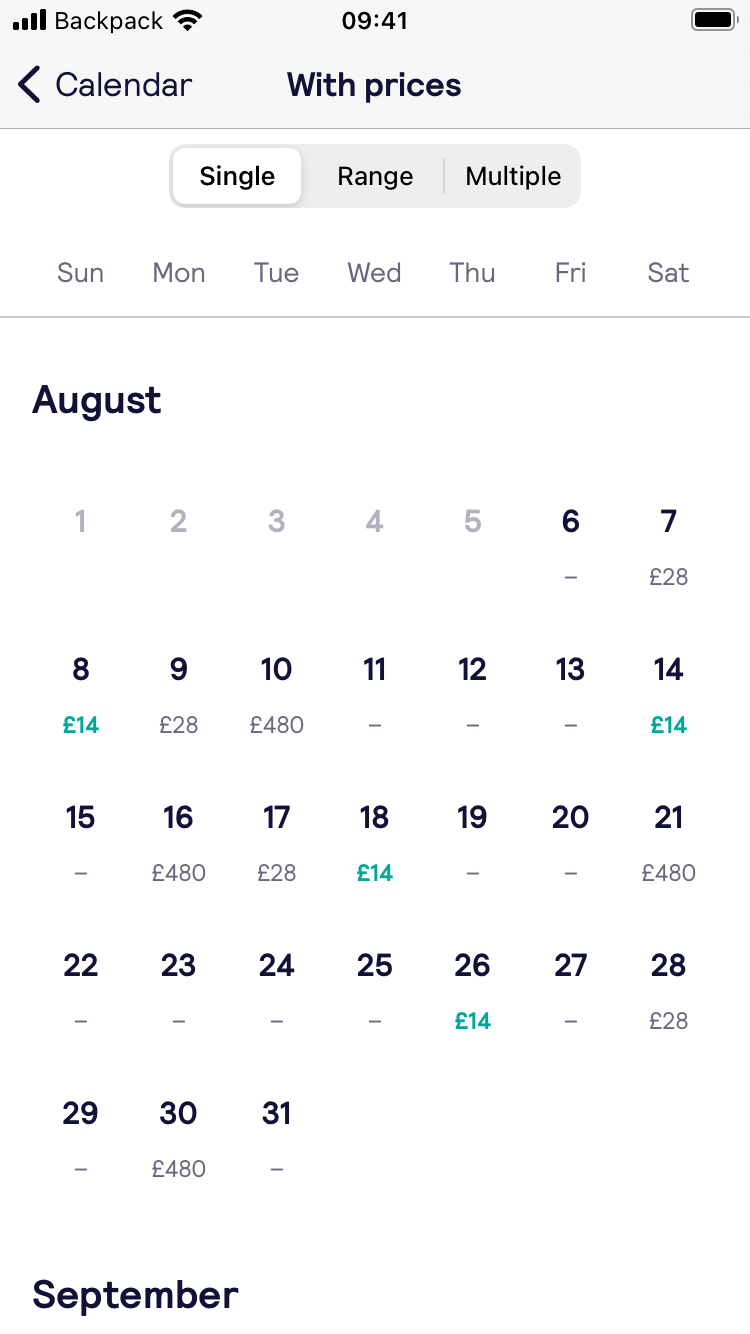 Backpack 09:41
Calendar With prices
Single Range Multiple
Sun Mon Tue Wed Thu Fri Sat
August
1 2 3 4 5 6 7
– £28
8 9 10 11 12 13 14
£14 £28 £480 – – – £14
15 16 17 18 19 20 21
– £480 £28 £14 – – £480
22 23 24 25 26 27 28
– – – – £14 – £28
29 30 31
– £480 –
September